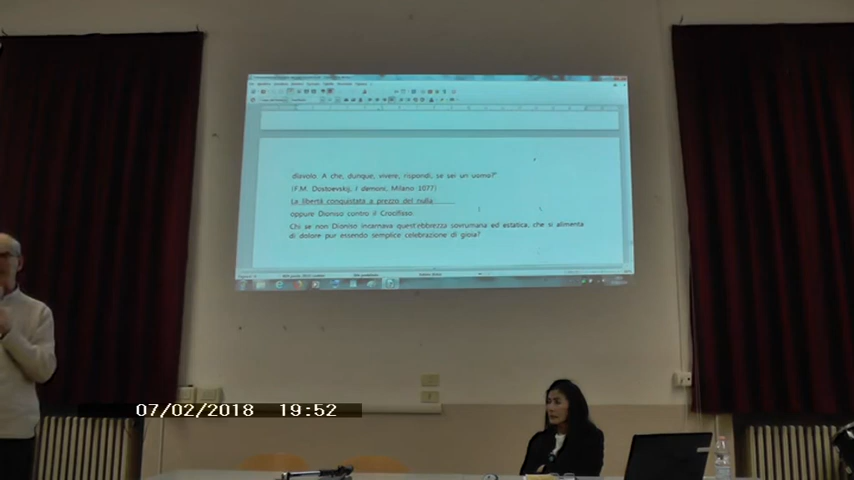 diavolo. A che, dunque, vivere, rispondi, se sei un uomo?"
(F.M. Dostoevskij, I demoni, Milano 1977)
La libertà conquistata a prezzo del nulla
oppure Dioniso contro il Crocifisso.
Chi se non Dioniso incarnava quest'ebbrezza sovrumana ed estatica, che si alimenta
di dolore pur essendo semplice celebrazione di gioia?
07/02/2018 19:52